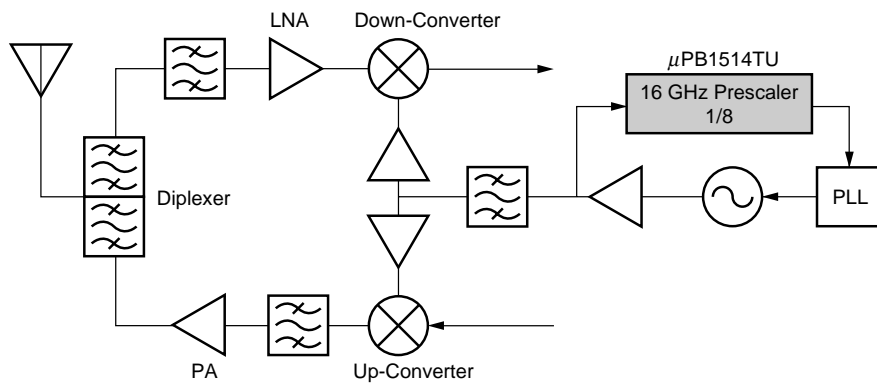 LNA
Down-Converter
μPB1514TU
16 GHz Prescaler
1/8
Diplexer
PLL
PA
Up-Converter